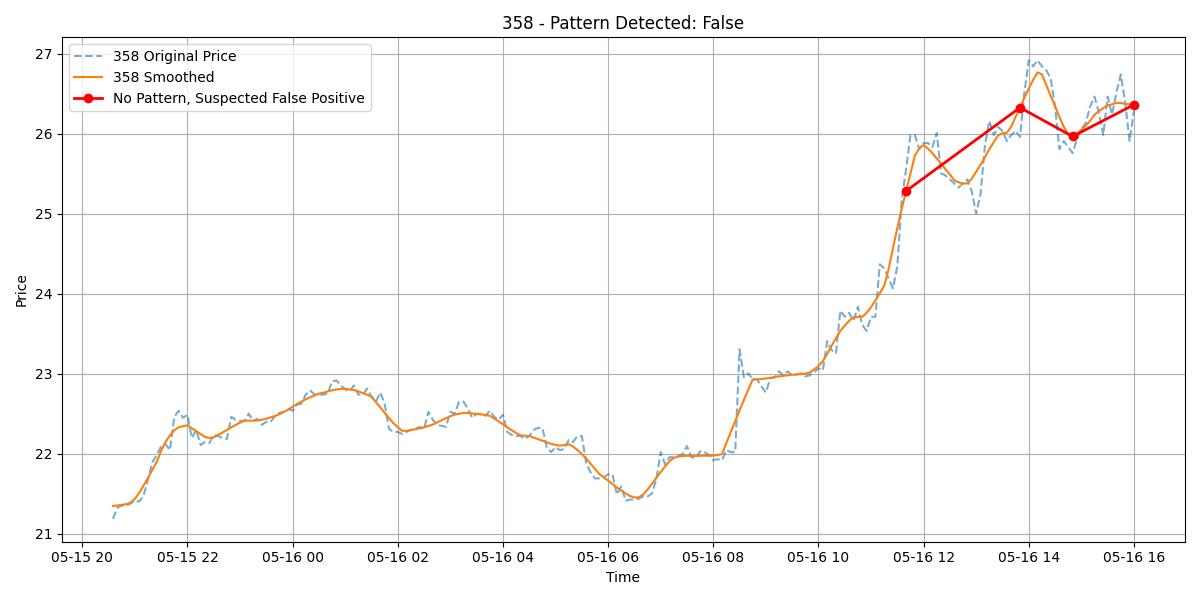 358 - Pattern Detected: False
358 Original Price
358 Smoothed
No Pattern, Suspected False Positive
Price
27
26
25
24
23
22
21
05-15 20 05-15 22 05-16 00 05-16 02 05-16 04 05-16 06 05-16 08 05-16 10 05-16 12 05-16 14 05-16 16
Time